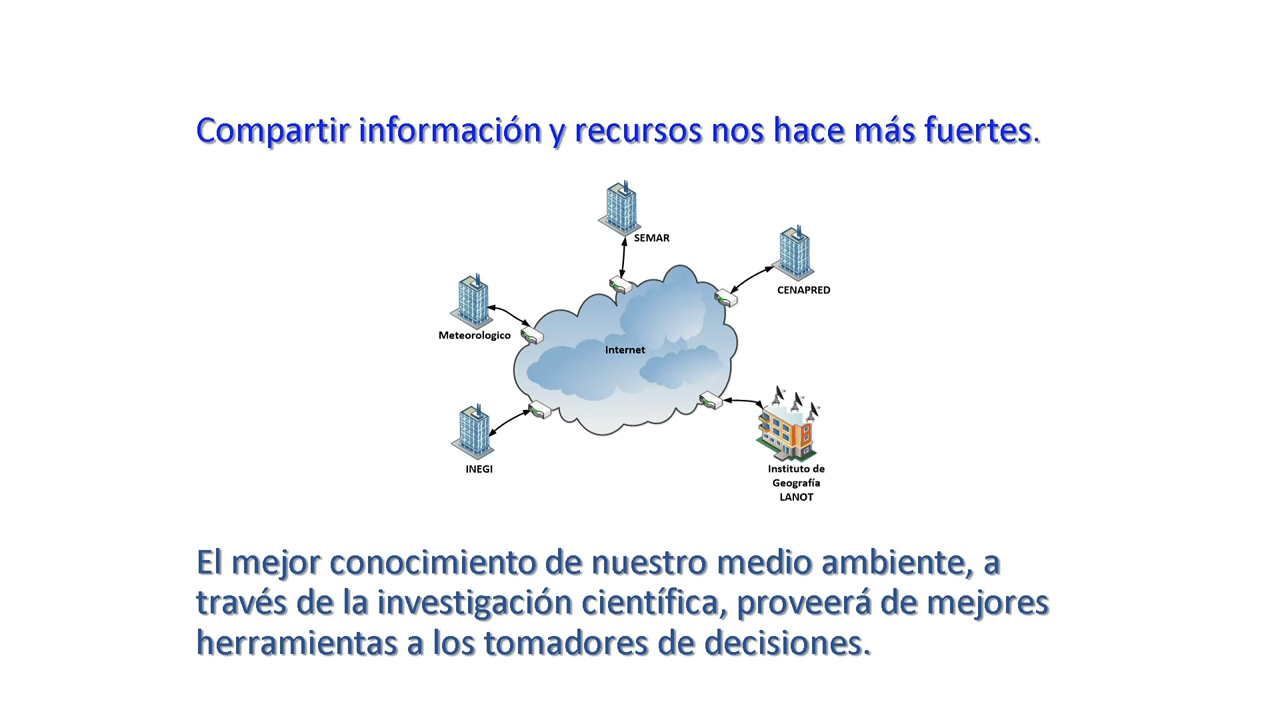 Compartir información y recursos nos hace más fuertes.
SEMAR
CENAPRED
Meteorologico
Internet
INEGI
Instituto de
Geografía
LANOT
El mejor conocimiento de nuestro medio ambiente, a
través de la investigación científica, proveerá de mejores
herramientas a los tomadores de decisiones.